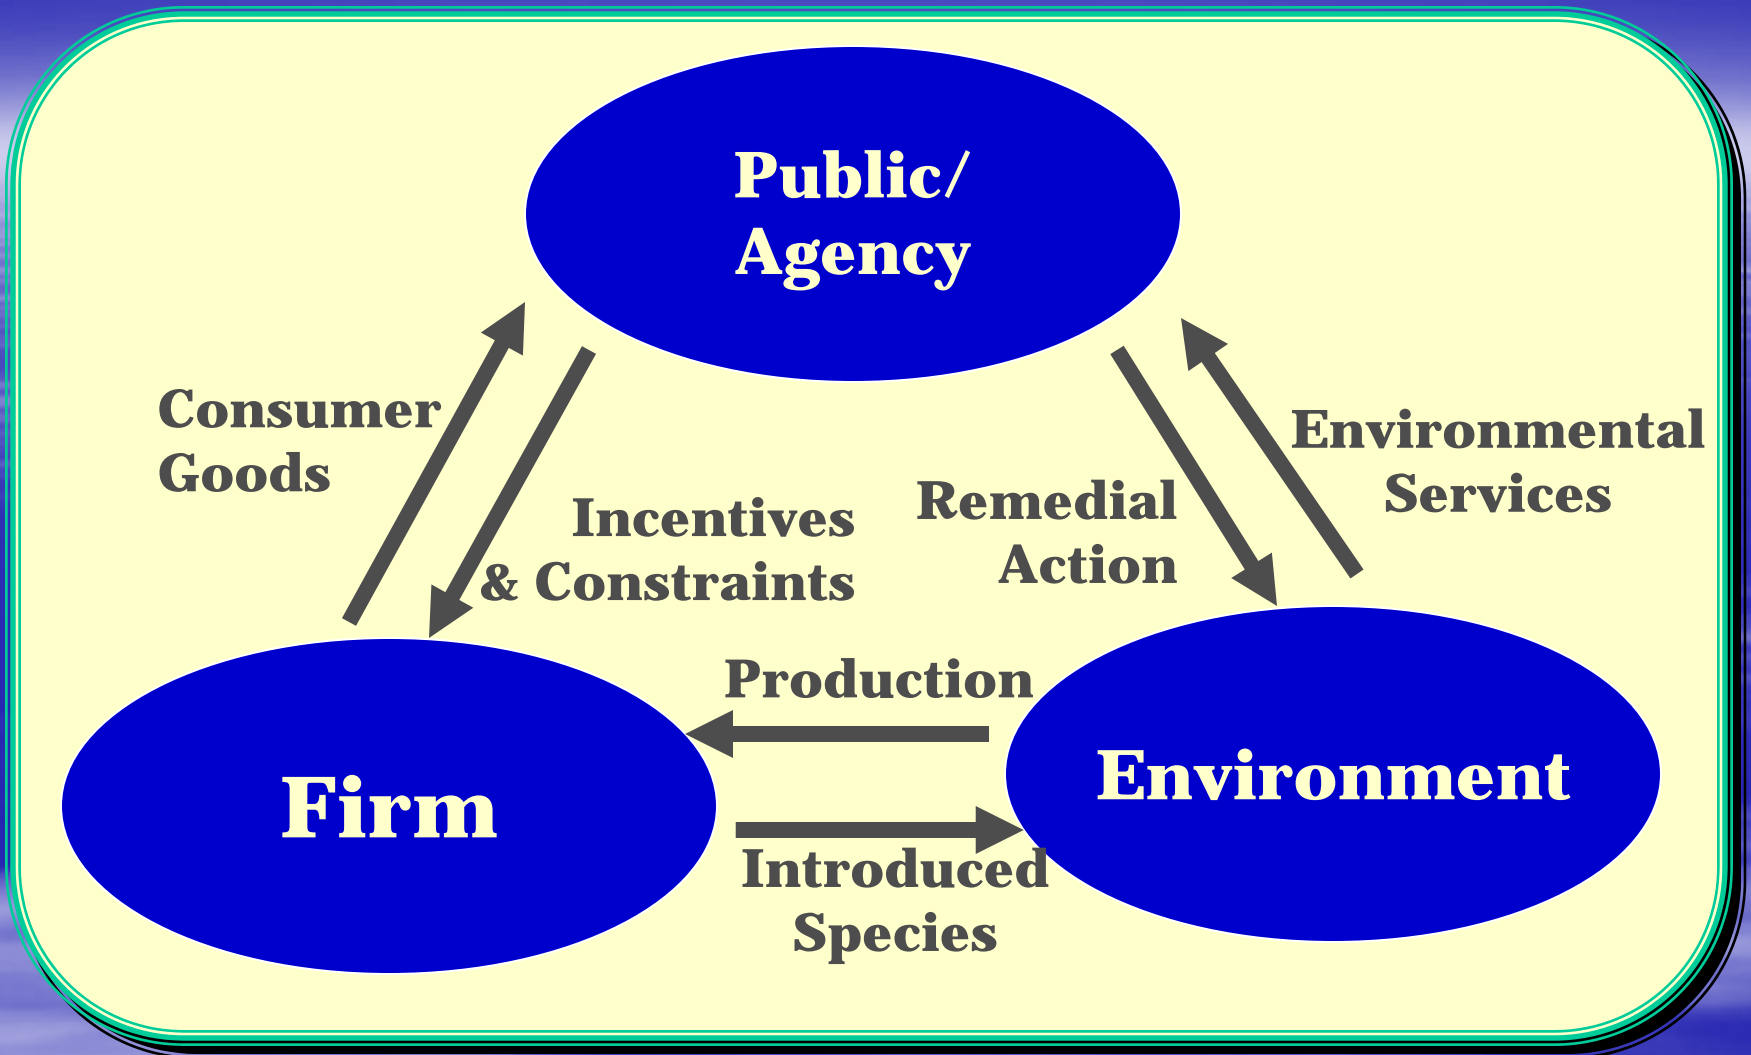 Public/
Agency
Consumer
Goods
Incentives
& Constraints
Remedial
Action
Environmental
Services
Production
Firm
Environment
Introduced
Species